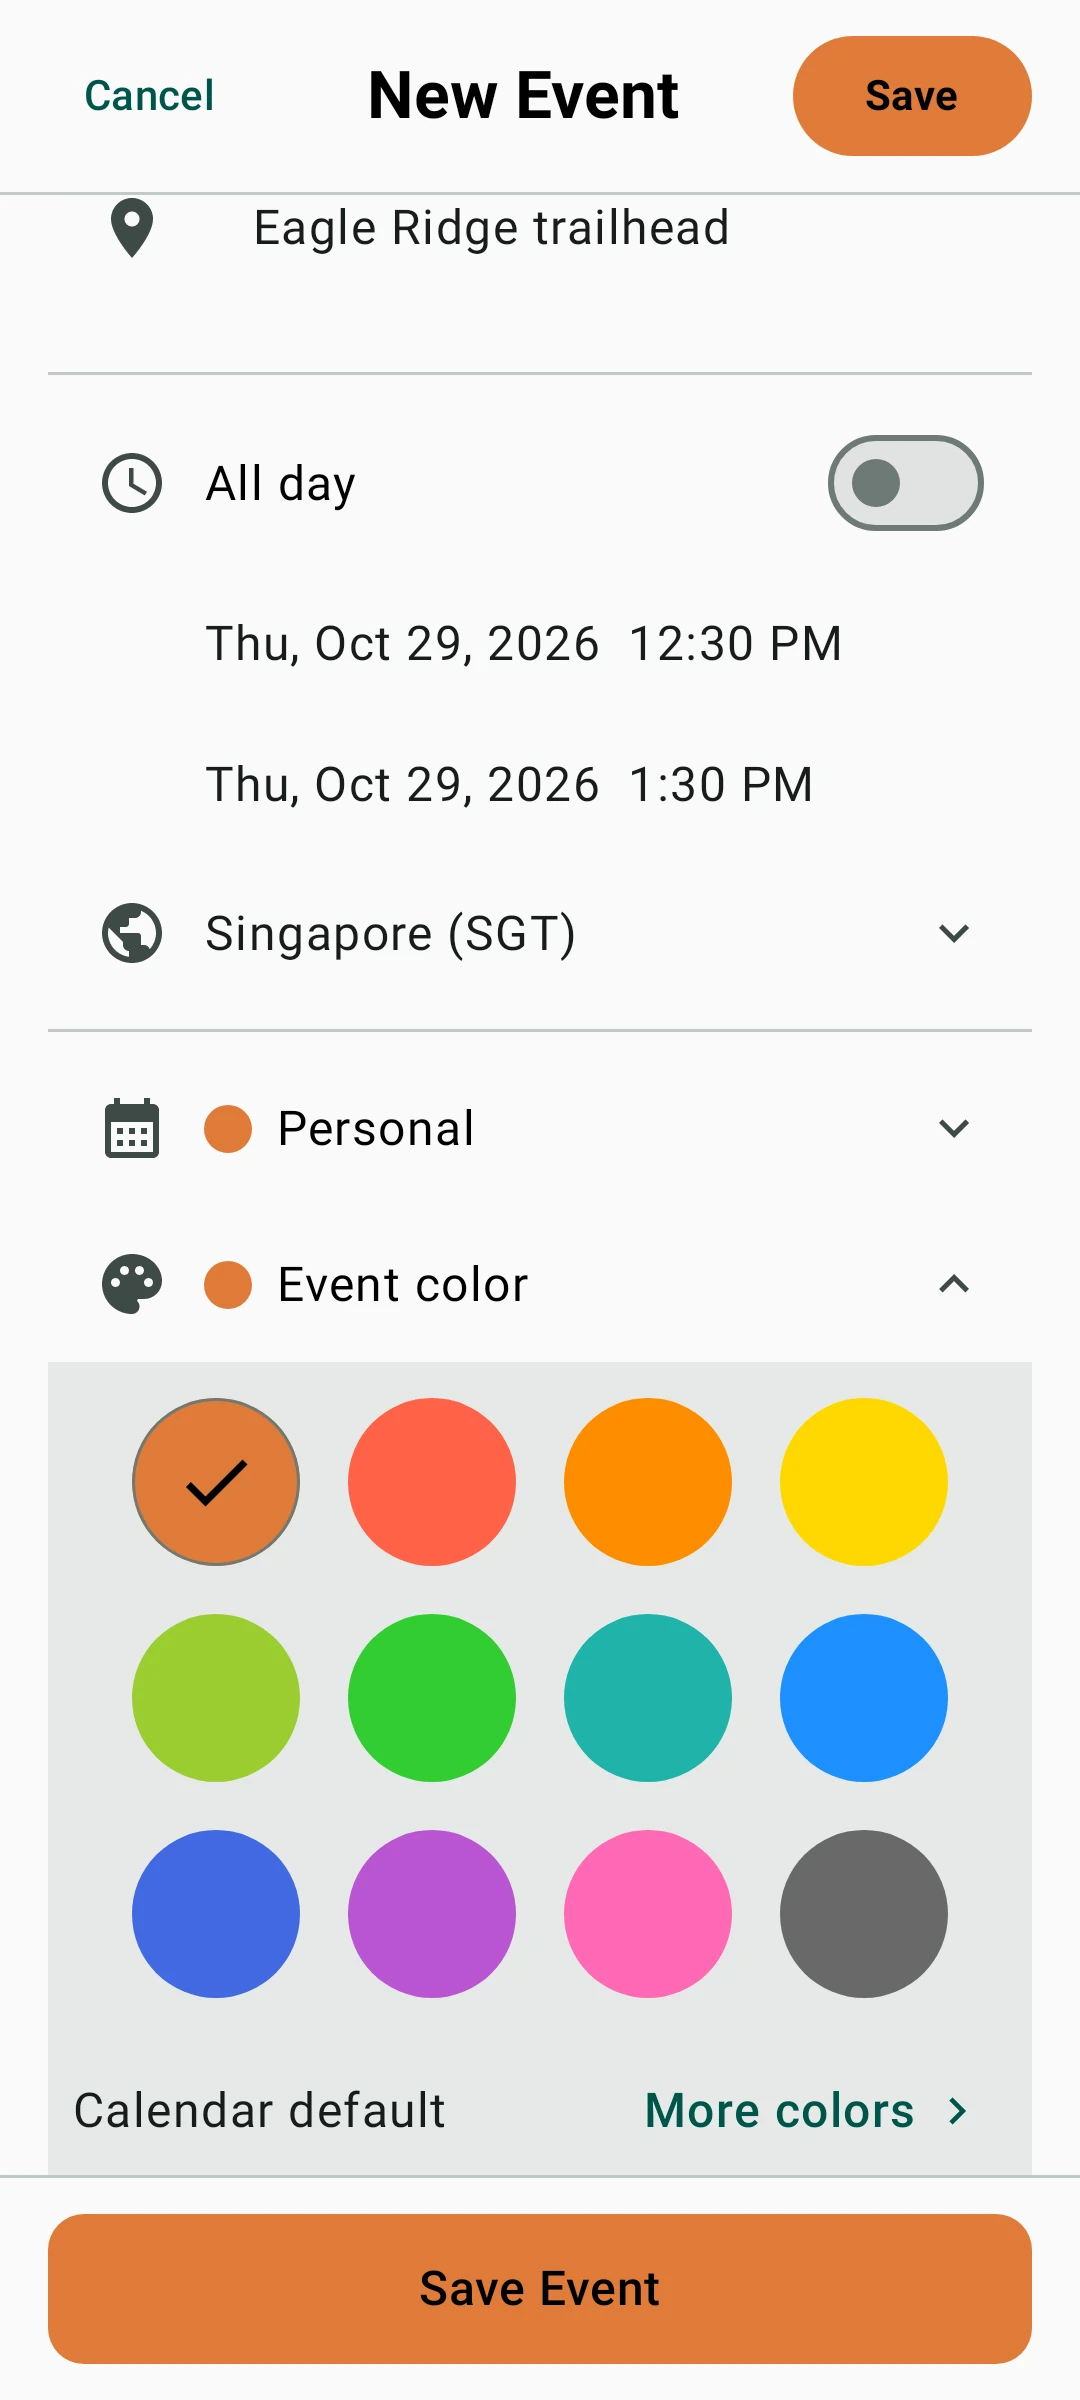 Cancel
New Event
Save
Eagle Ridge trailhead
All day
Thu, Oct 29, 2026 12:30 PM
Thu, Oct 29, 2026 1:30 PM
Singapore (SGT)
Personal
Event color
Calendar default
More colors
Save Event